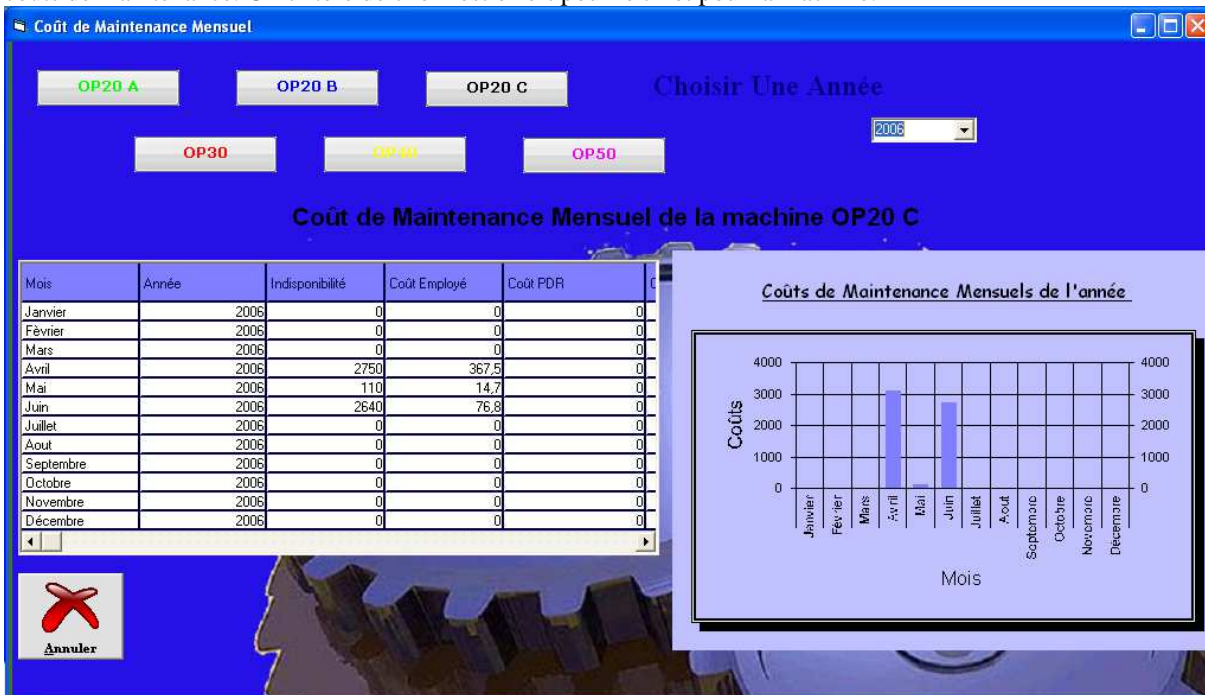 Coût de Maintenance Mensuel
OP20 A OP20 B OP20 C Choisir Une Année
2006
OP30 OP40 OP50
Coût de Maintenance Mensuel de la machine OP20 C
Mois Année Indisponibilité Coût Employé Coût PDR
Janvier 2006 0 0 0
Fèvrier 2006 0 0 0
Mars 2006 0 0 0
Avril 2006 2750 367,5 0
Mai 2006 110 14,7 0
Juin 2006 2640 76,8 0
Juillet 2006 0 0 0
Aout 2006 0 0 0
Septembre 2006 0 0 0
Octobre 2006 0 0 0
Novembre 2006 0 0 0
Décembre 2006 0 0 0
Annuler
Coûts de Maintenance Mensuels de l'année
4000 4000
3000 3000
2000 2000
1000 1000
0 0
Coûts
Janvier
Février
Mars
Avril
Mai
Juin
Juillet
Aout
Septembre
Octobre
Novembre
Décembre
Mois